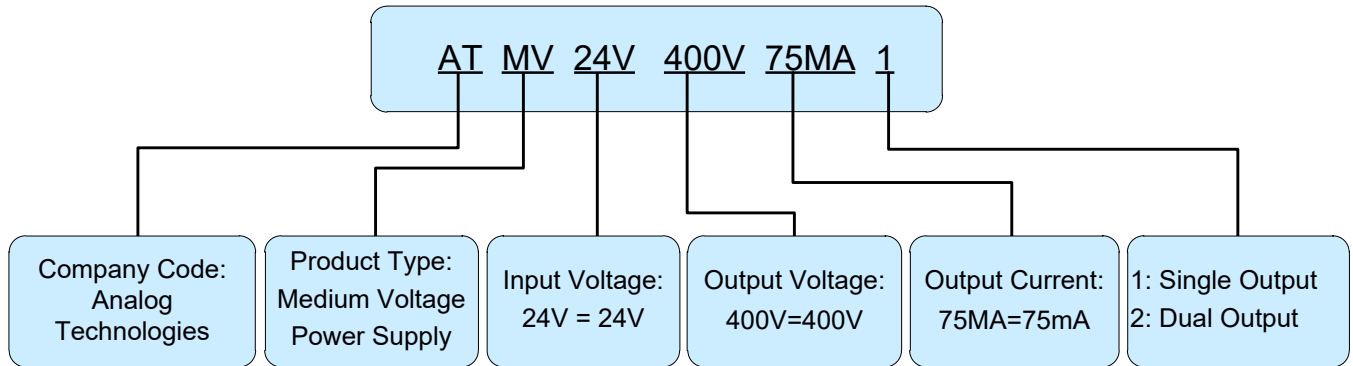 AT MV 24V 400V 75MA 1
Company Code:
Analog
Technologies
Product Type:
Medium Voltage
Power Supply
Input Voltage:
24V = 24V
Output Voltage:
400V=400V
Output Current:
75MA=75mA
1: Single Output
2: Dual Output